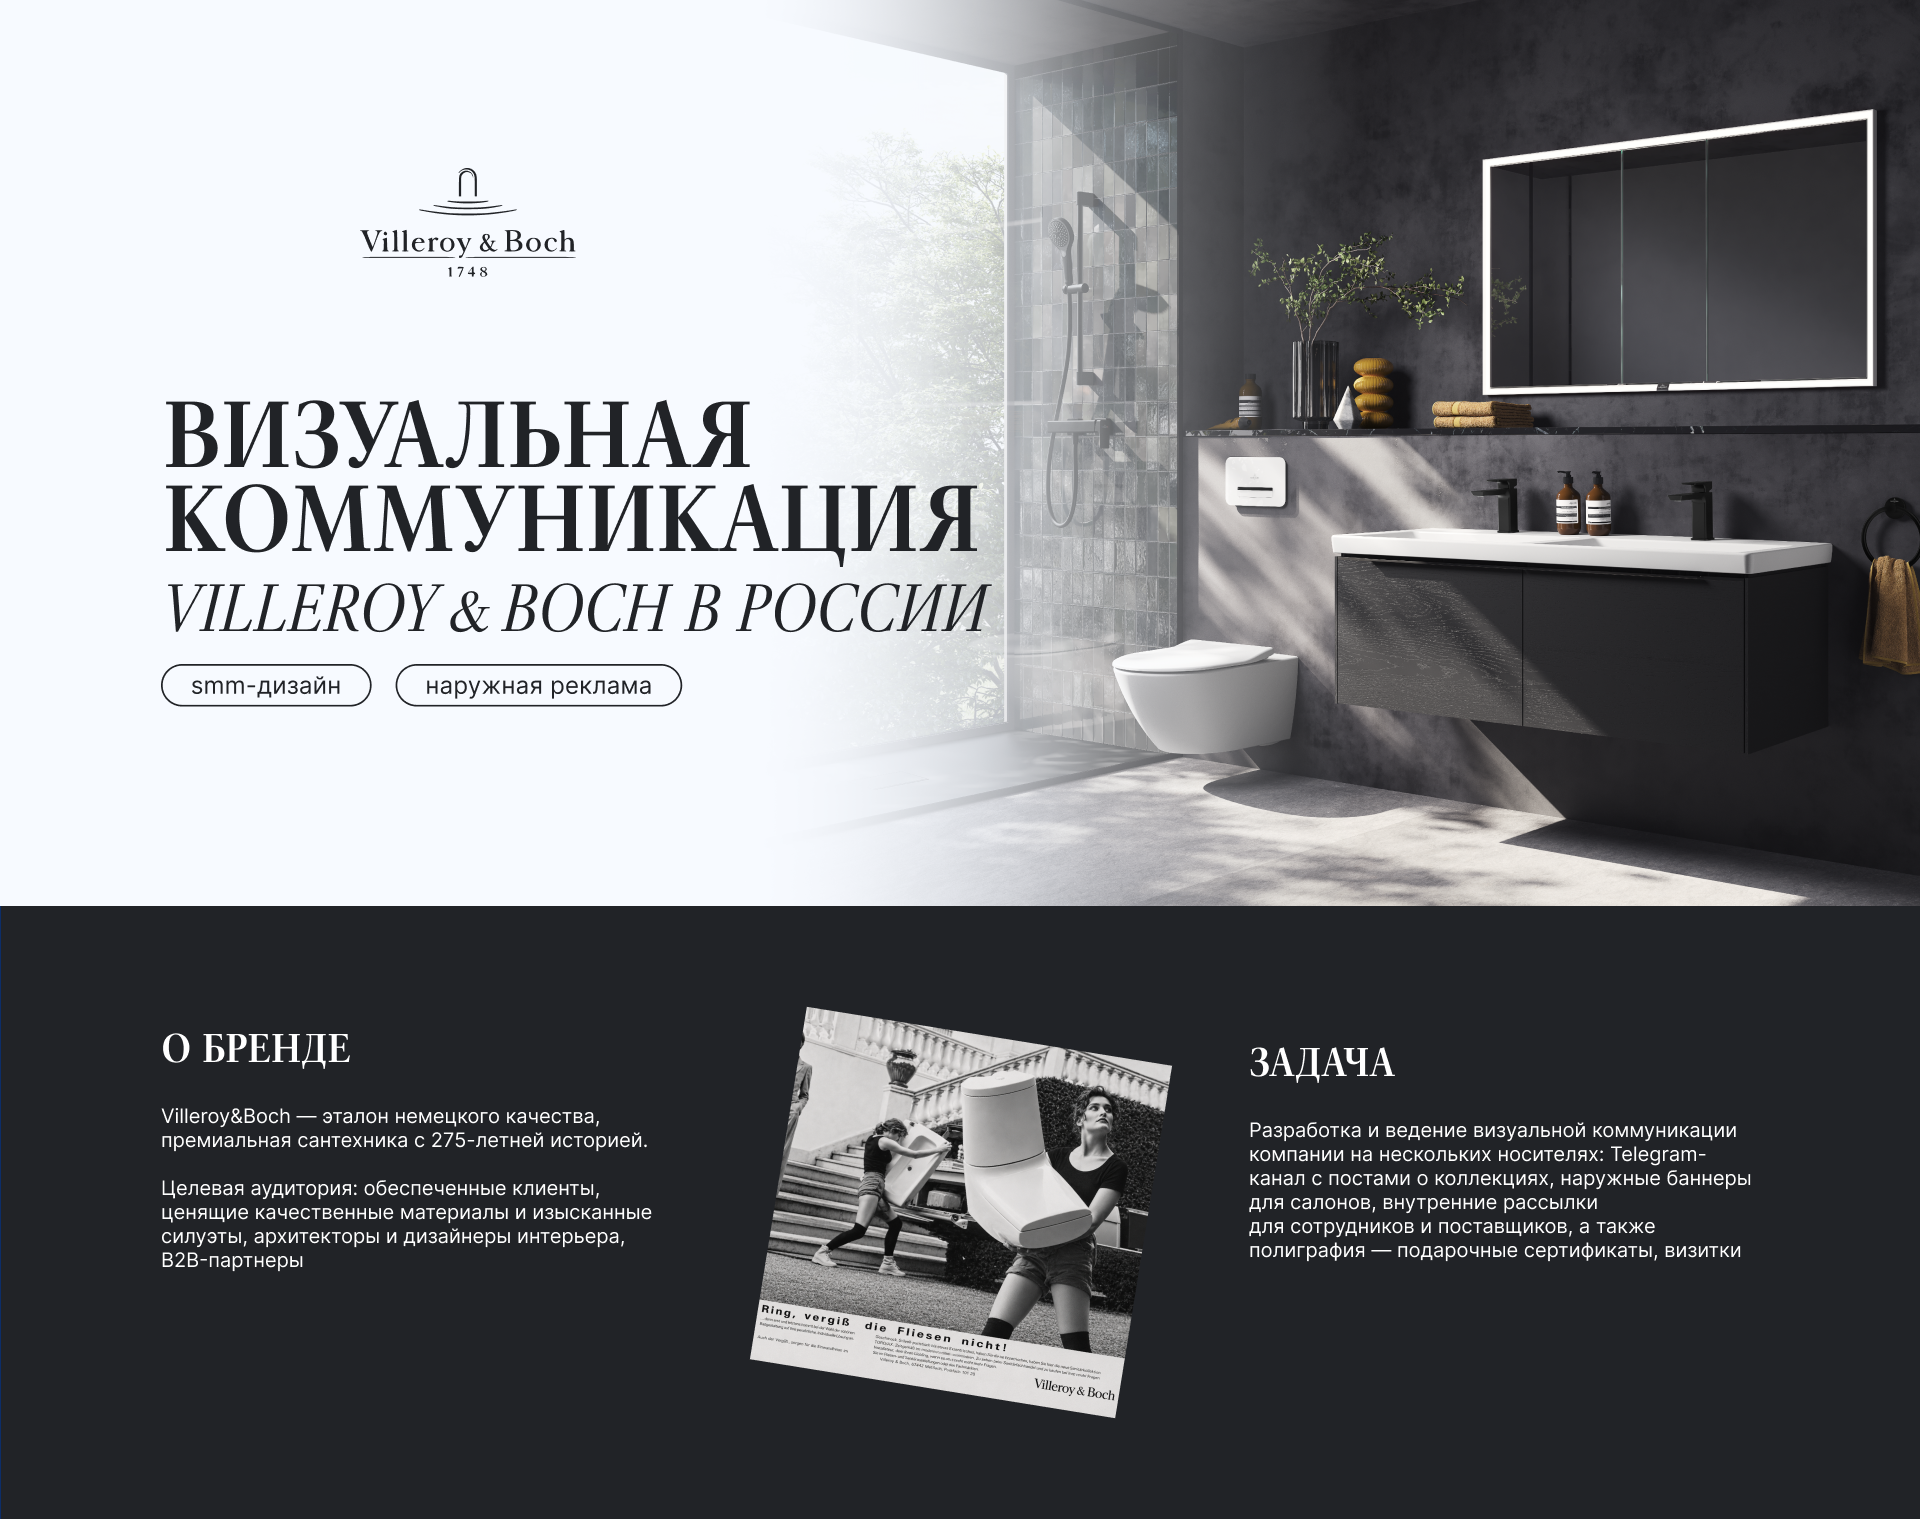 Villeroy & Boch
1748
ВИЗУАЛЬНАЯ
КОММУНИКАЦИЯ
VILLEROY & BOCH В РОССИИ
smm-дизайн
наружная реклама
О БРЕНДЕ
Villeroy&Boch — эталон немецкого качества,
премиальная сантехника с 275-летней историей.
Целевая аудитория: обеспеченные клиенты,
ценящие качественные материалы и изысканные
силуэты, архитекторы и дизайнеры интерьера,
B2B-партнеры
Ring, vergiß die Fliesen nicht!
Villeroy & Boch
ЗАДАЧА
Разработка и ведение визуальной коммуникации
компании на нескольких носителях: Telegram-
канал с постами о коллекциях, наружные баннеры
для салонов, внутренние рассылки
для сотрудников и поставщиков, а также
полиграфия — подарочные сертификаты, визитки